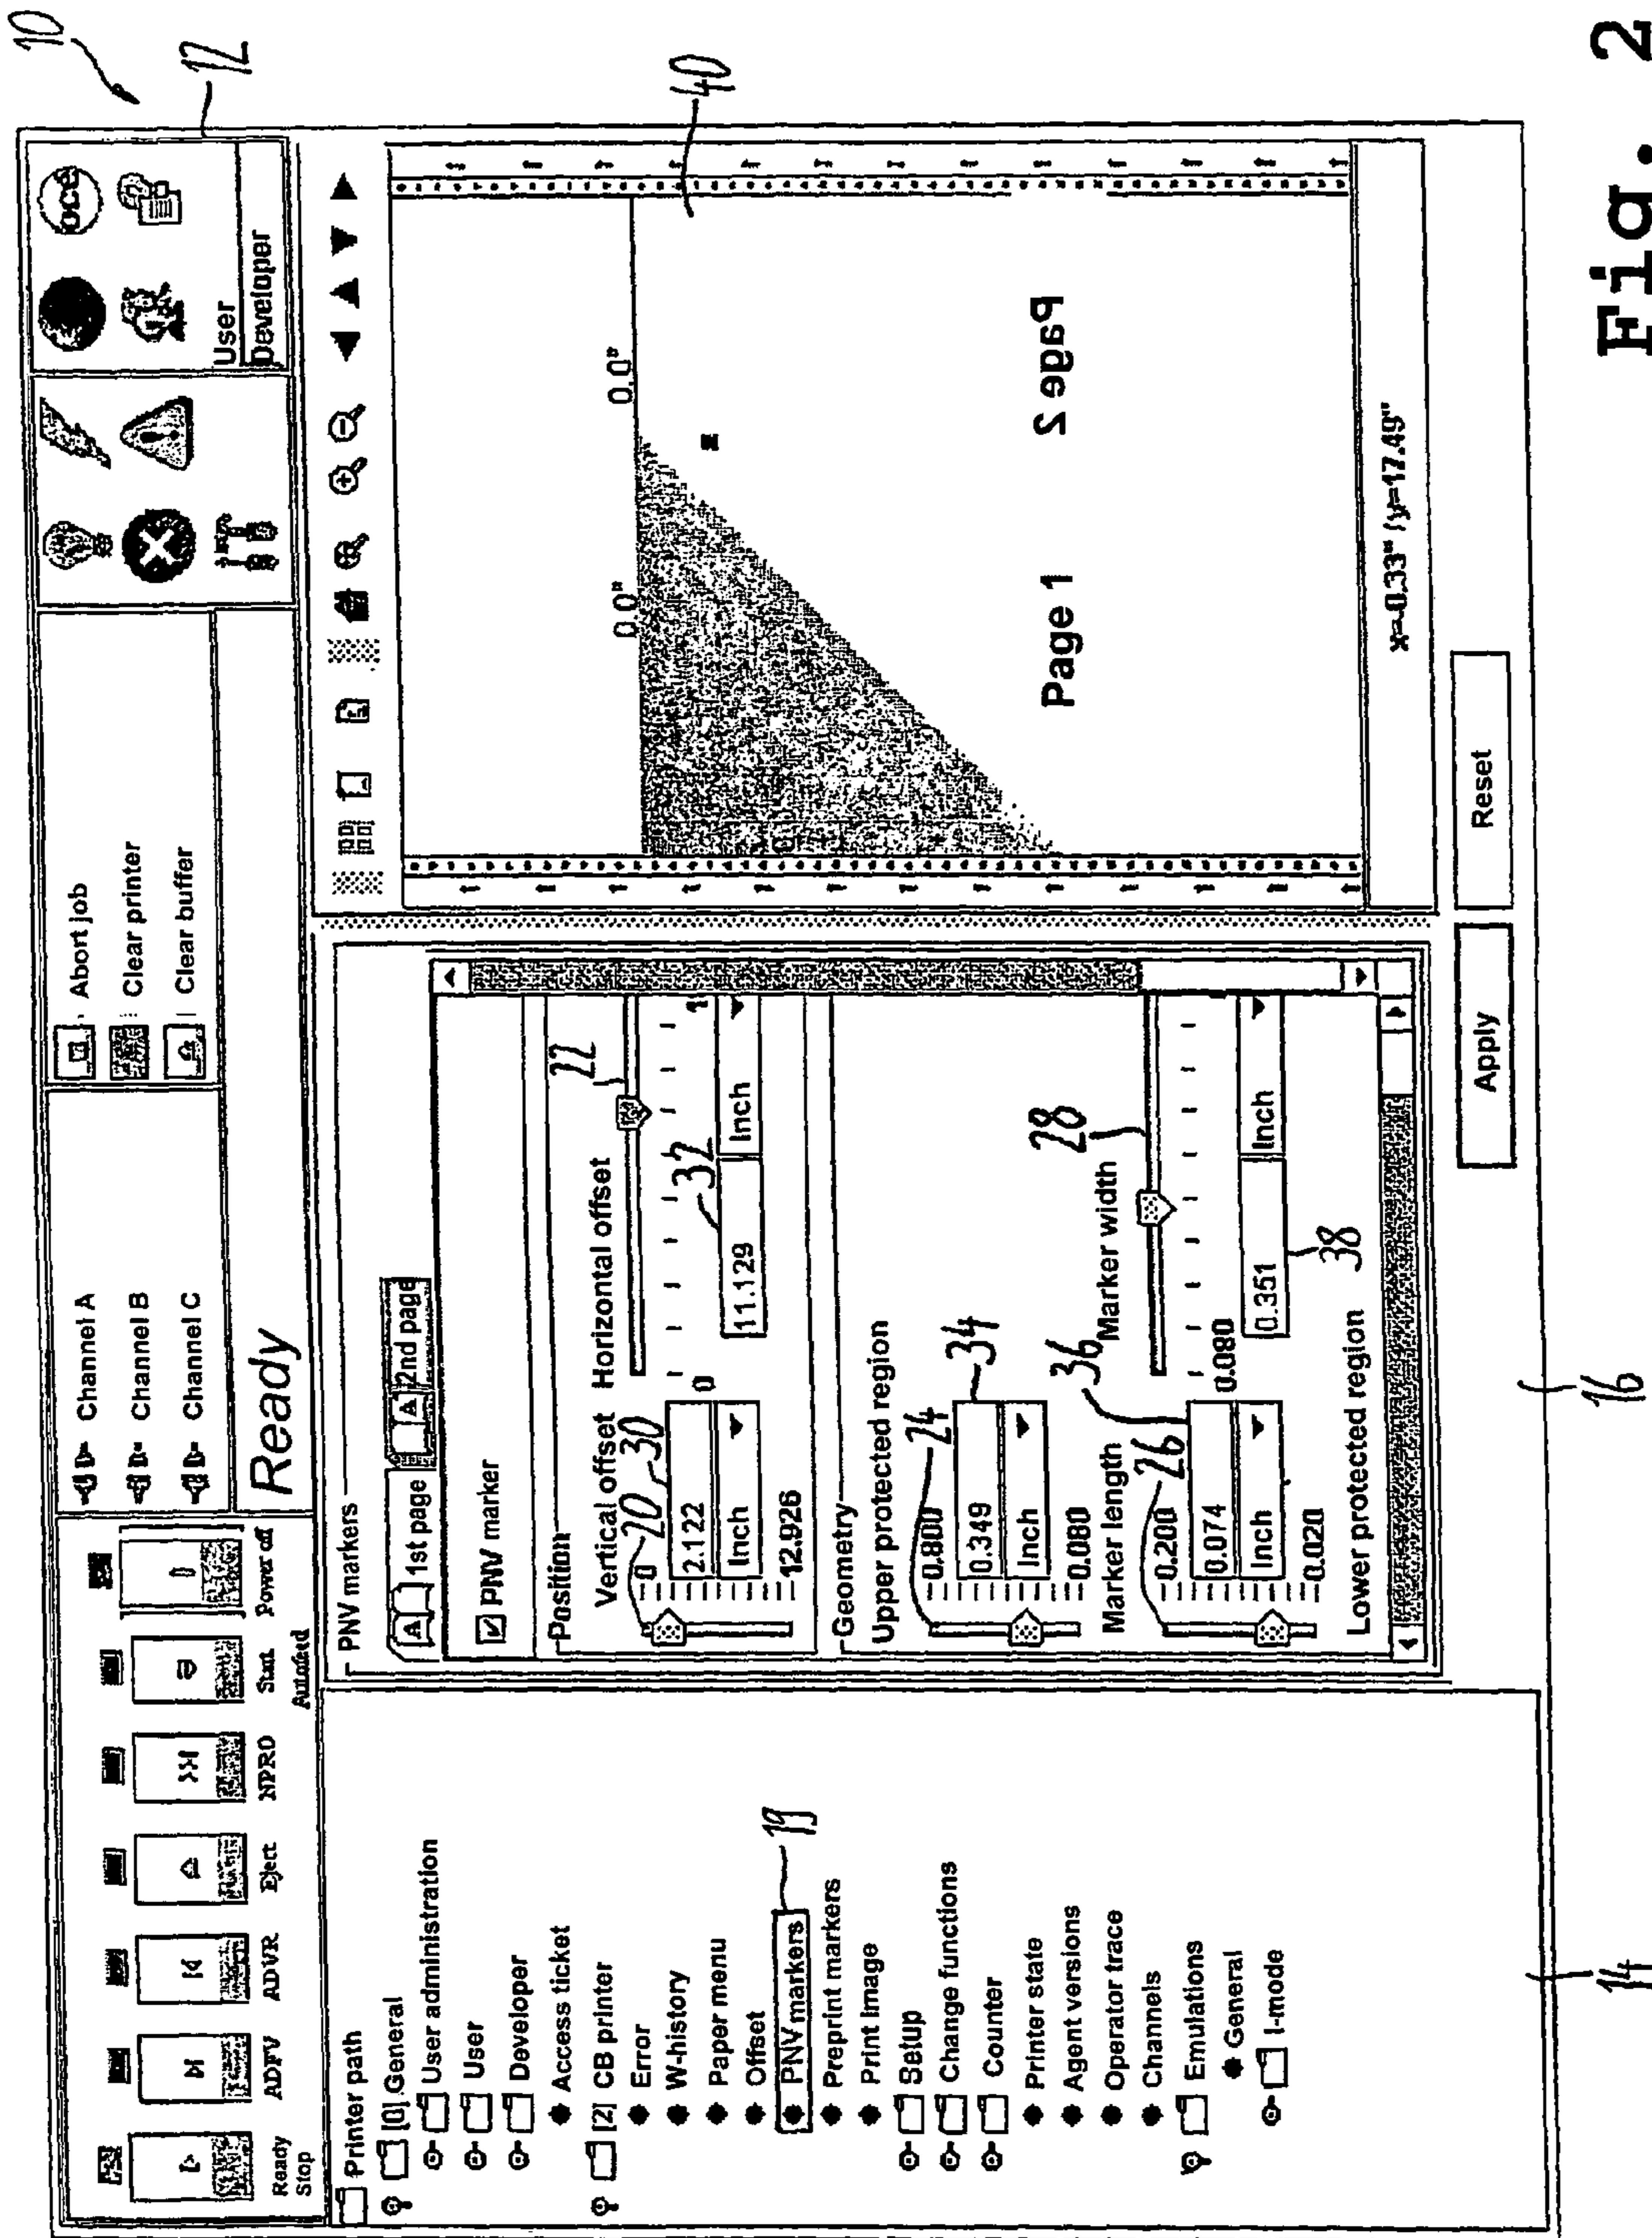 10
12
Ready
Stop
ADFV
ADVR
Eject
NPRO
Start
Autofeed
Power off
Channel A
Channel B
Channel C
Ready
Abort job
Clear printer
Clear buffer
océ
User
Developer
Printer path
[0] General
User administration
User
Developer
Access ticket
[2] CB printer
Error
W-history
Paper menu
Offset
PNV markers
19
Preprint markers
Print image
Setup
Change functions
Counter
Printer state
Agent versions
Operator trace
Channels
Emulations
General
I-mode
14
PNV markers
A 1st page
A 2nd page
PNV marker
Position
Vertical offset
Horizontal offset
20
30
22
32
0
2.122
Inch
12.926
0
1
11.129
Inch
Geometry
Upper protected region
24
34
0.800
0.349
Inch
0.080
Marker length
Marker width
26
36
28
0.200
0.074
Inch
0.020
0.080
0.351
Inch
38
Lower protected region
16
Apply
Reset
40
0.0"
0.0"
Page 1
Page 2
x=-0.33" /y=17.49"
Fig. 2